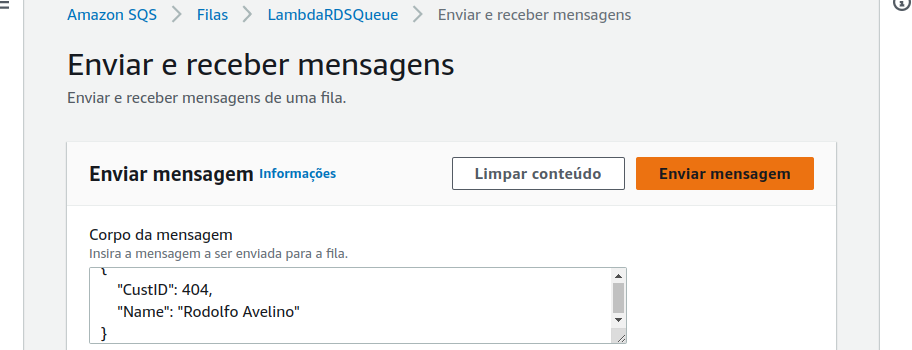 Amazon SQS > Filas > LambdaRDSQueue > Enviar e receber mensagens
Enviar e receber mensagens
Enviar e receber mensagens de uma fila.
Enviar mensagem Informações Limpar conteúdo Enviar mensagem
Corpo da mensagem
Insira a mensagem a ser enviada para a fila.
{
"CustID": 404,
"Name": "Rodolfo Avelino"
}